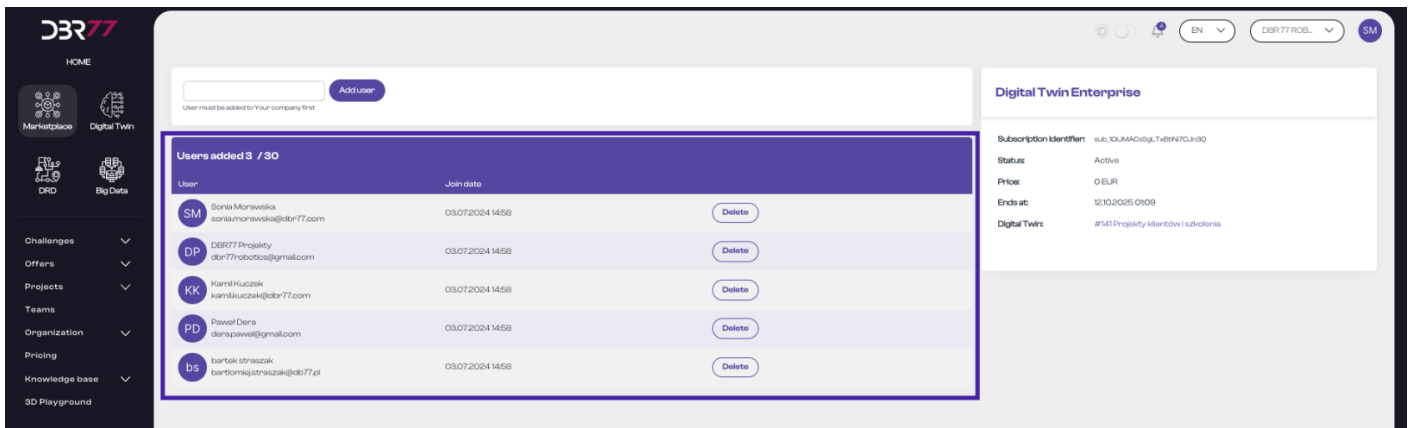 DBR77
HOME
Marketplace
Digital Twin
DRD
Big Data
Challenges
Offers
Projects
Teams
Organization
Pricing
Knowledge base
3D Playground
4
EN
DBR 77 ROB...
SM
Add user
User must be added to Your company first
Users added 3 / 30
User Join date
SM Sonia Morawska 03.07.2024 14:58 Delete
sonia.morawska@dbr77.com
DP DBR77 Projekty 03.07.2024 14:58 Delete
dbr77robotics@gmail.com
KK Kamil Kuczek 03.07.2024 14:58 Delete
kamil.kuczek@dbr77.com
PD Paweł Dera 03.07.2024 14:58 Delete
dera.pawel@gmail.com
bs bartek straszak 03.07.2024 14:58 Delete
bartlomiej.straszak@db77.pl
Digital Twin Enterprise
Subscription identifier:
Status: Active
Price: 0 EUR
Ends at: 12.10.2025 01:09
Digital Twin: #141 Projekty klientów i szkolenia